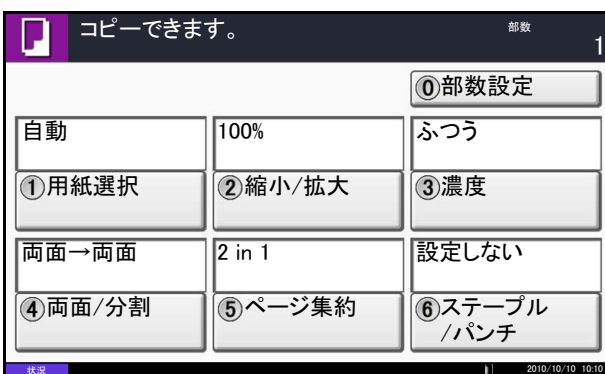 コピーできます。
部数
1
⓪部数設定
自動
100%
ふつう
①用紙選択
②縮小/拡大
③濃度
両面→両面
2 in 1
設定しない
④両面/分割
⑤ページ集約
⑥ステープル
/パンチ
状況
2010/10/10 10:10